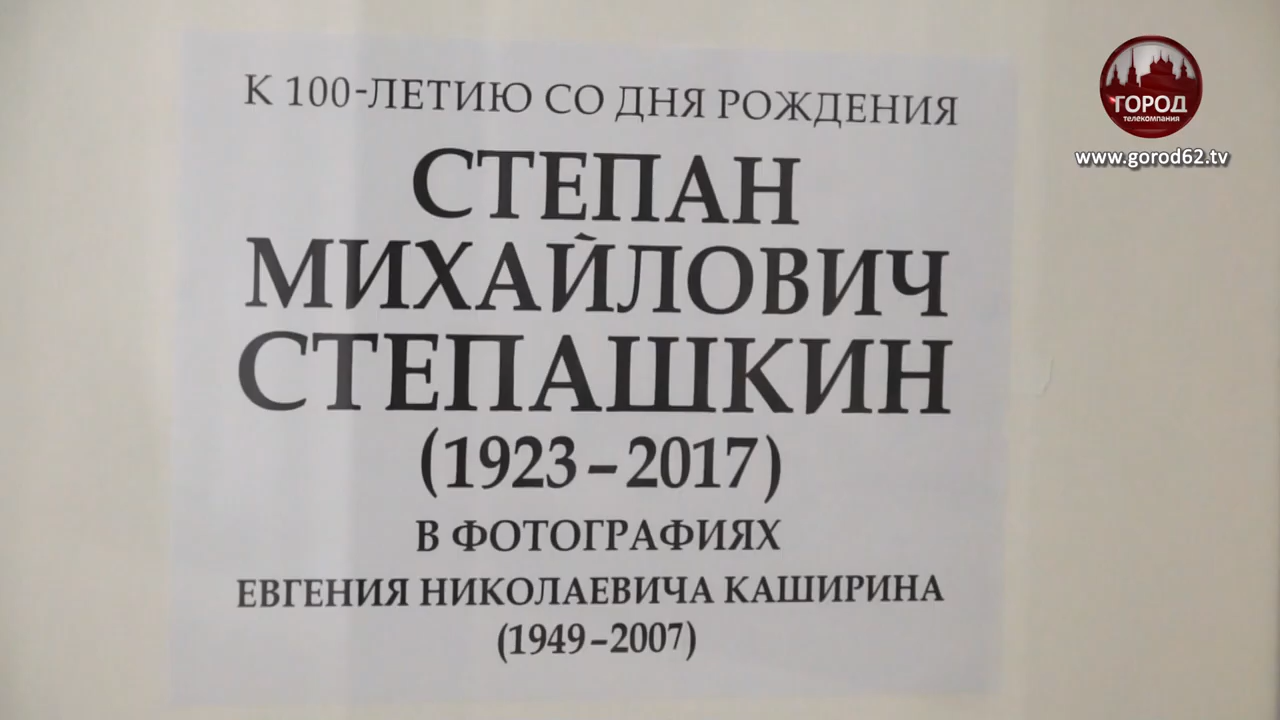 К 100-ЛЕТИЮ СО ДНЯ РОЖДЕНИЯ
СТЕПАН
МИХАЙЛОВИЧ
СТЕПАШКИН
(1923–2017)
В ФОТОГРАФИЯХ
ЕВГЕНИЯ НИКОЛАЕВИЧА КАШИРИНА
(1949–2007)
ГОРОД
телекомпания
www.gorod62.tv